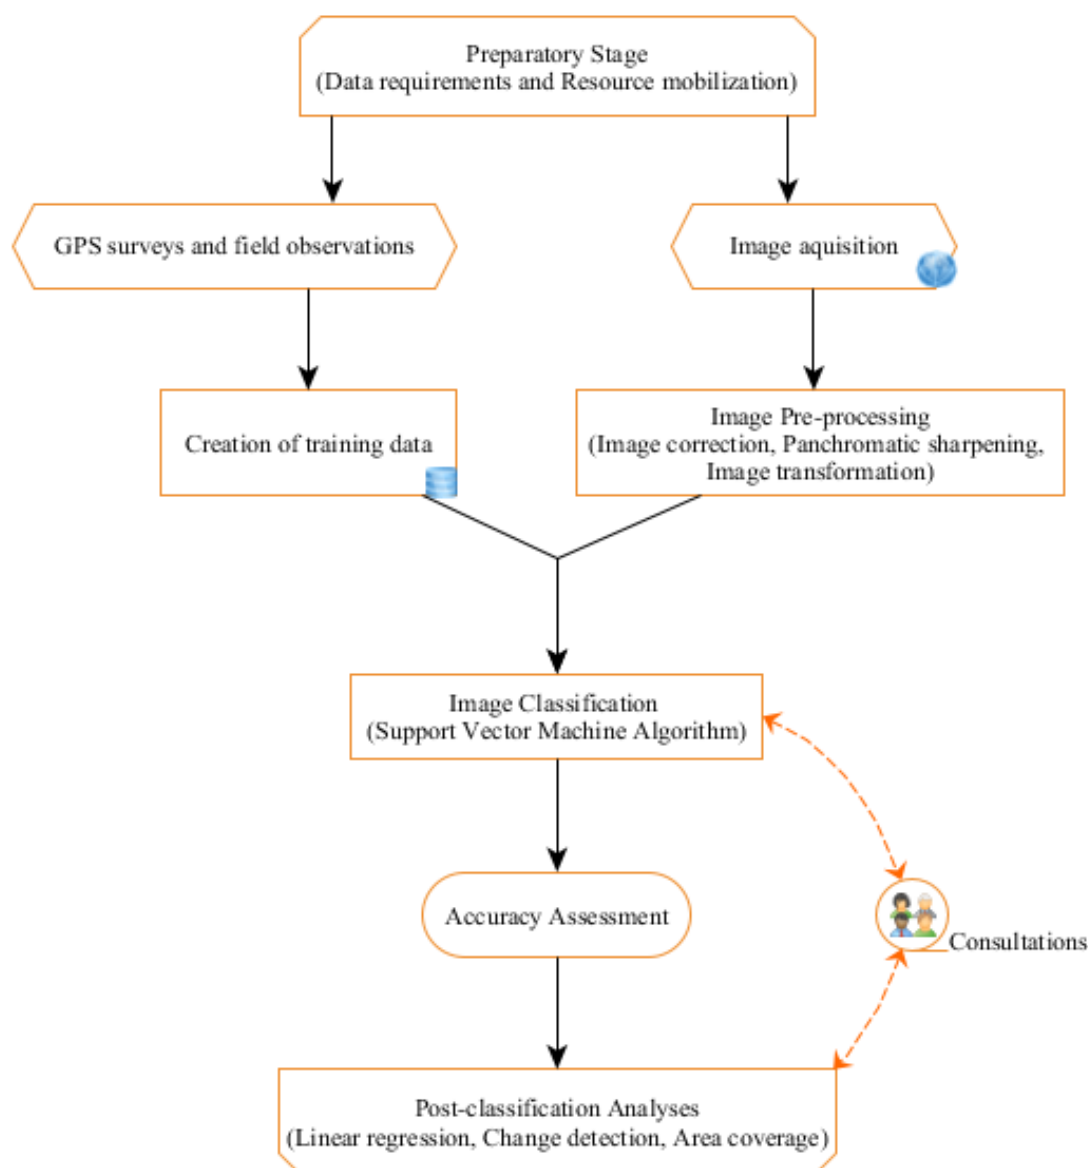 Preparatory Stage
(Data requirements and Resource mobilization)
GPS surveys and field observations
Image aquisition
Creation of training data
Image Pre-processing
(Image correction, Panchromatic sharpening,
Image transformation)
Image Classification
(Support Vector Machine Algorithm)
Accuracy Assessment
Consultations
Post-classification Analyses
(Linear regression, Change detection, Area coverage)